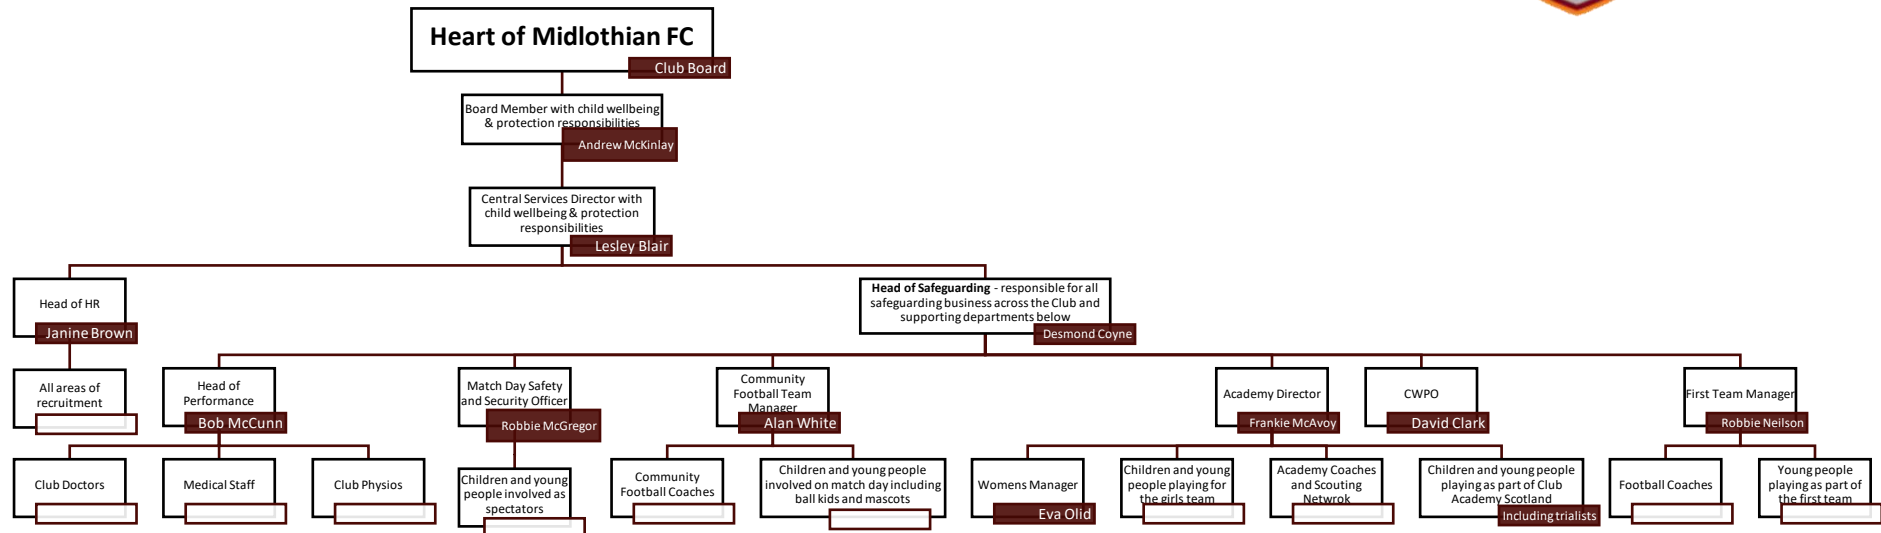 Heart of Midlothian FC
Club Board
Board Member with child wellbeing
& protection responsibilities
Andrew McKinlay
Central Services Director with
child wellbeing & protection
responsibilities
Lesley Blair
Head of HR
Janine Brown
Head of Safeguarding - responsible for all
safeguarding business across the Club and
supporting departments below
Desmond Coyne
All areas of
recruitment
Head of
Performance
Bob McCunn
Match Day Safety
and Security Officer
Robbie McGregor
Community
Football Team
Manager
Alan White
Academy Director
Frankie McAvoy
CWPO
David Clark
First Team Manager
Robbie Neilson
Club Doctors
Medical Staff
Club Physios
Children and young
people involved as
spectators
Community
Football Coaches
Children and young people
involved on match day including
ball kids and mascots
Womens Manager
Eva Olid
Children and young
people playing for
the girls team
Academy Coaches
and Scouting
Netwrok
Children and young people
playing as part of Club
Academy Scotland
Including trialists
Football Coaches
Young people
playing as part of
the first team